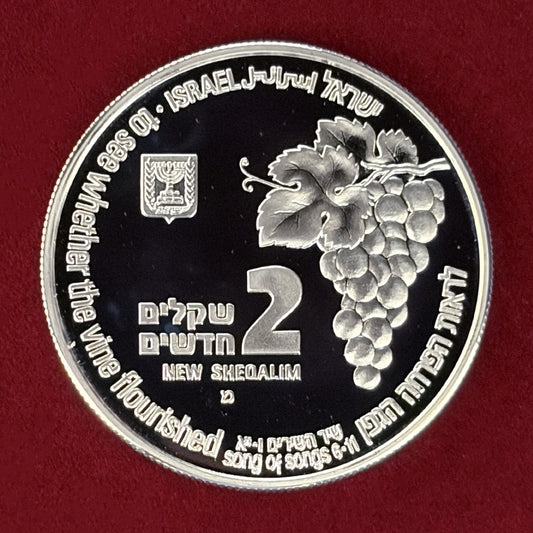 ישראל إسرائيل ISRAEL • to see whether the vine flourished
לראות הפרחה הגפן
2
שקלים
חדשים
NEW SHEQALIM
מ
שיר השירים ו-י"א
song of songs 6-11